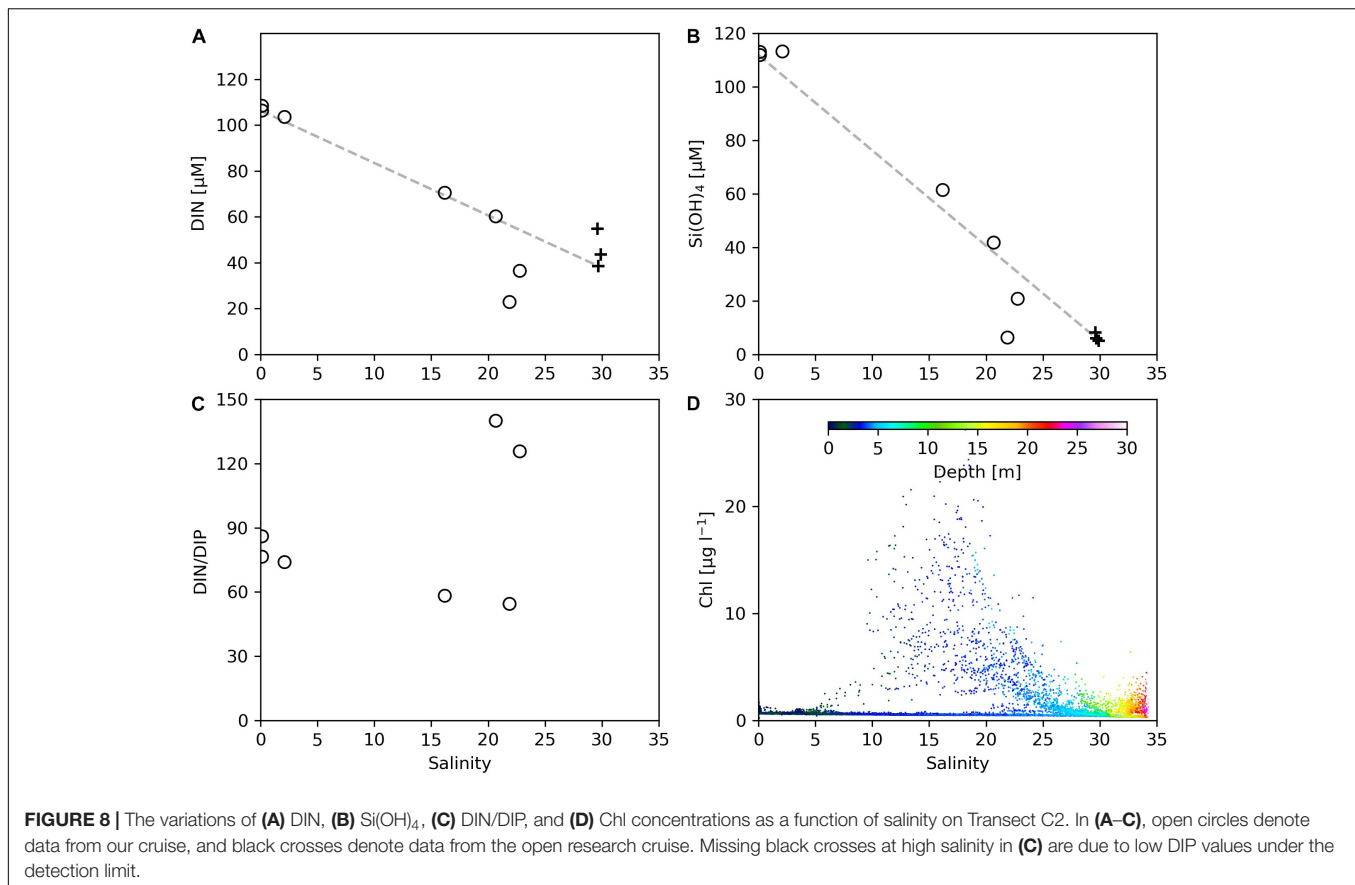 A
DIN [μM]
120
100
80
60
40
20
0
0 5 10 15 20 25 30 35
B
Si(OH)₄ [μM]
120
100
80
60
40
20
0
0 5 10 15 20 25 30 35
C
DIN/DIP
150
120
90
60
30
0
0 5 10 15 20 25 30 35
Salinity
D
Chl [μg l⁻¹]
30
20
10
0
0 5 10 15 20 25 30
Depth [m]
0 5 10 15 20 25 30 35
Salinity
FIGURE 8 | The variations of (A) DIN, (B) Si(OH)₄, (C) DIN/DIP, and (D) Chl concentrations as a function of salinity on Transect C2. In (A–C), open circles denote
data from our cruise, and black crosses denote data from the open research cruise. Missing black crosses at high salinity in (C) are due to low DIP values under the
detection limit.